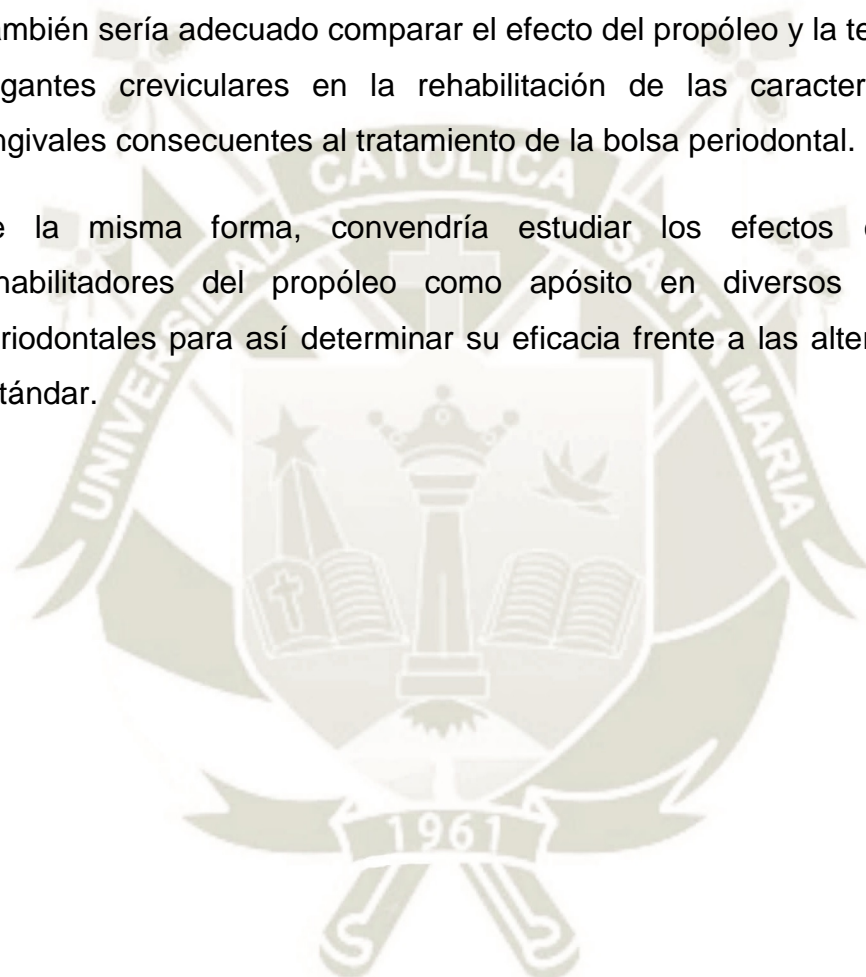 ambién sería adecuado comparar el efecto del propóleo y la te
gantes creviculares en la rehabilitación de las caracter
ngivales consecuentes al tratamiento de la bolsa periodontal.
la misma forma, convendría estudiar los efectos
habilitadores del propóleo como apósito en diversos
riodontales para así determinar su eficacia frente a las alter
tándar.
UNIVERSIDAD CATOLICA SANTA MARIA
1961